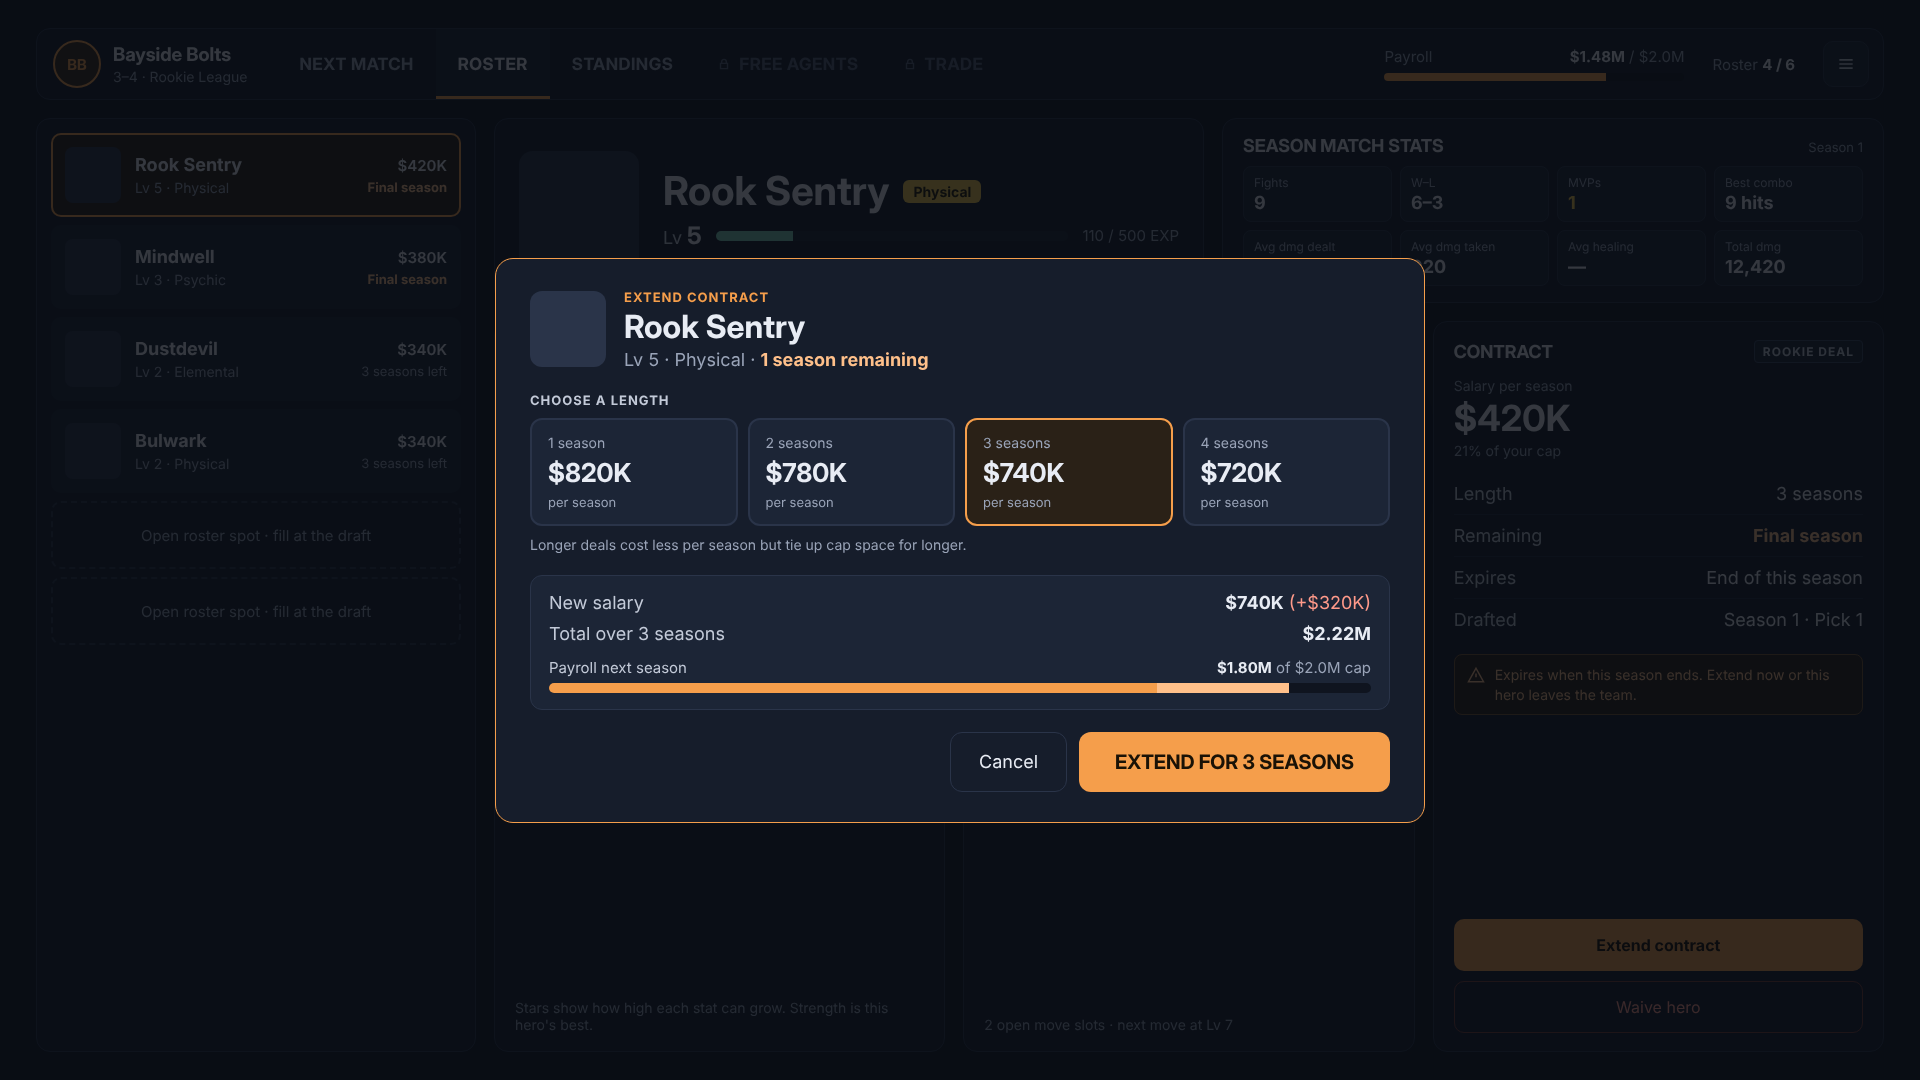 BB
Bayside Bolts
3–4 · Rookie League
NEXT MATCH
ROSTER
STANDINGS
FREE AGENTS
TRADE
Payroll
$1.48M / $2.0M
Roster 4 / 6
Rook Sentry
$420K
Lv 5 · Physical
Final season
Mindwell
$380K
Lv 3 · Psychic
Final season
Dustdevil
$340K
Lv 2 · Elemental
3 seasons left
Bulwark
$340K
Lv 2 · Physical
3 seasons left
Open roster spot · fill at the draft
Open roster spot · fill at the draft
Rook Sentry
Physical
Lv 5
110 / 500 EXP
SEASON MATCH STATS
Season 1
Fights
9
W–L
6–3
MVPs
1
Best combo
9 hits
Avg dmg dealt
Avg dmg taken
20
Avg healing
—
Total dmg
12,420
EXTEND CONTRACT
Rook Sentry
Lv 5 · Physical · 1 season remaining
CHOOSE A LENGTH
1 season
$820K
per season
2 seasons
$780K
per season
3 seasons
$740K
per season
4 seasons
$720K
per season
Longer deals cost less per season but tie up cap space for longer.
New salary
$740K (+$320K)
Total over 3 seasons
$2.22M
Payroll next season
$1.80M of $2.0M cap
Cancel
EXTEND FOR 3 SEASONS
CONTRACT
ROOKIE DEAL
Salary per season
$420K
21% of your cap
Length
3 seasons
Remaining
Final season
Expires
End of this season
Drafted
Season 1 · Pick 1
Expires when this season ends. Extend now or this
hero leaves the team.
Extend contract
Waive hero
Stars show how high each stat can grow. Strength is this
hero's best.
2 open move slots · next move at Lv 7